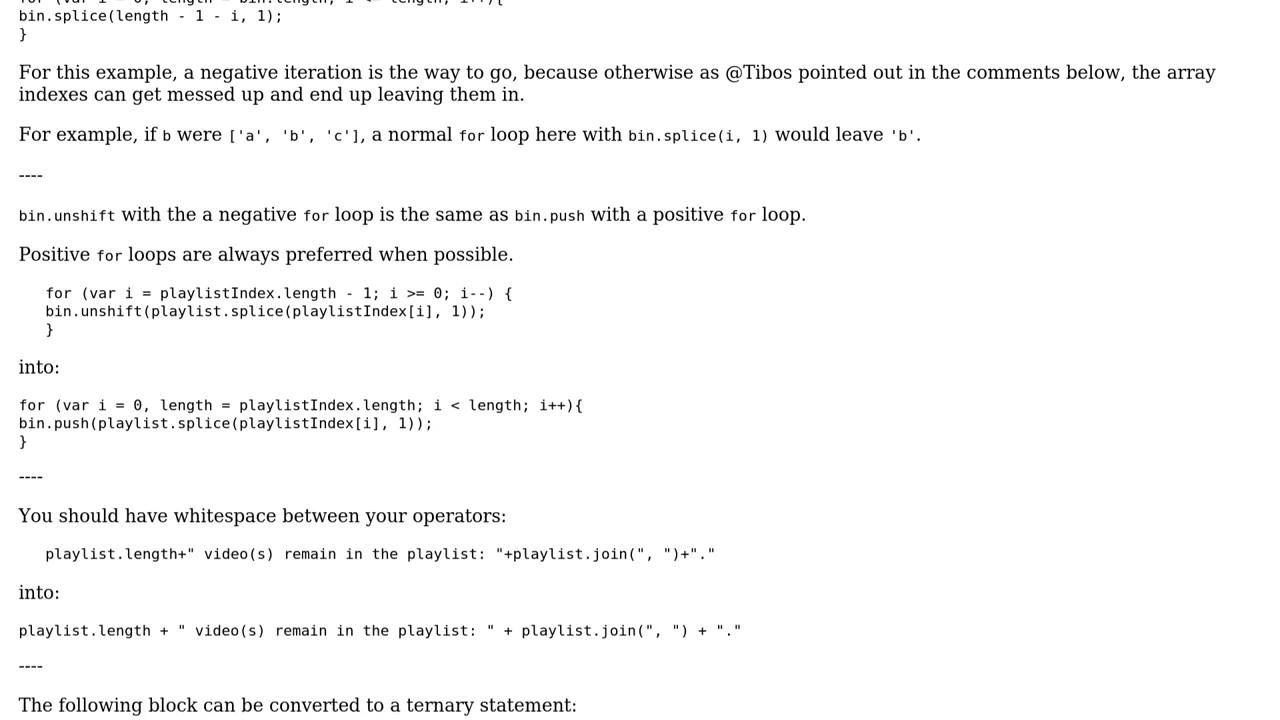 bin.splice(length - 1 - i, 1);
}
For this example, a negative iteration is the way to go, because otherwise as @Tibos pointed out in the comments below, the array
indexes can get messed up and end up leaving them in.
For example, if b were ['a', 'b', 'c'], a normal for loop here with bin.splice(i, 1) would leave 'b'.
----
bin.unshift with the a negative for loop is the same as bin.push with a positive for loop.
Positive for loops are always preferred when possible.
for (var i = playlistIndex.length - 1; i >= 0; i--) {
bin.unshift(playlist.splice(playlistIndex[i], 1));
}
into:
for (var i = 0, length = playlistIndex.length; i < length; i++){
bin.push(playlist.splice(playlistIndex[i], 1));
}
----
You should have whitespace between your operators:
playlist.length+" video(s) remain in the playlist: "+playlist.join(", ")+"."
into:
playlist.length + " video(s) remain in the playlist: " + playlist.join(", ") + "."
----
The following block can be converted to a ternary statement: